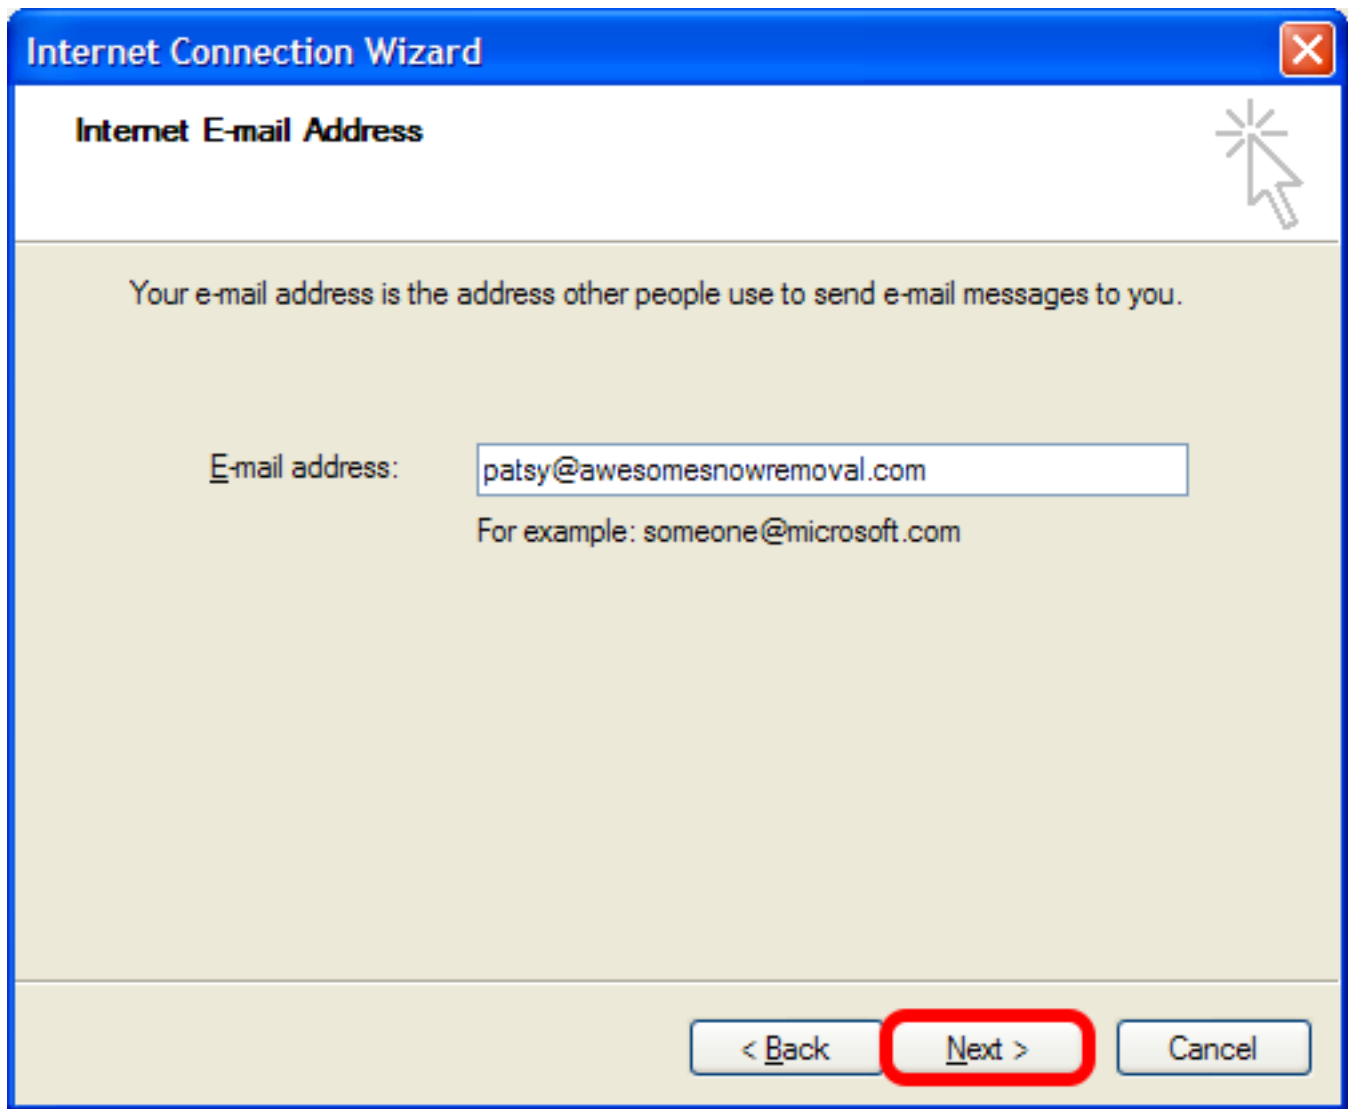 Internet Connection Wizard
Internet E-mail Address
Your e-mail address is the address other people use to send e-mail messages to you.
E-mail address: patsy@awesomesnowremoval.com
For example: someone@microsoft.com
< Back Next > Cancel